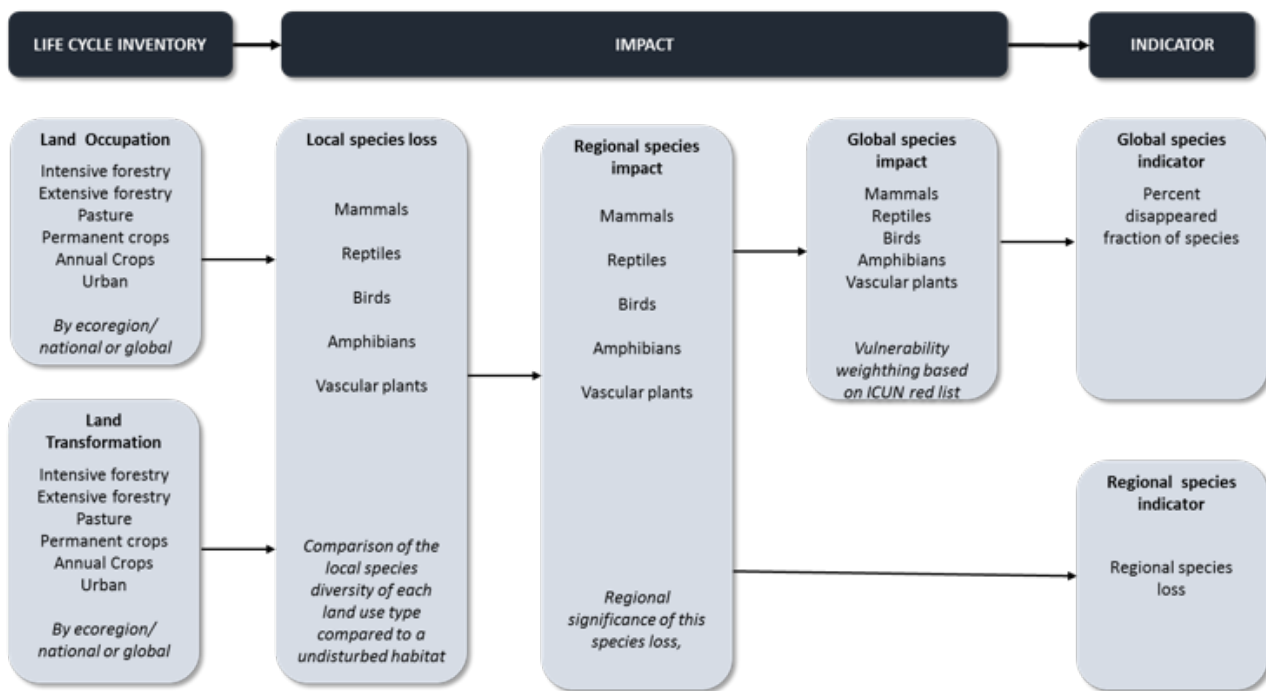 LIFE CYCLE INVENTORY
IMPACT
INDICATOR
Land Occupation
Intensive forestry
Extensive forestry
Pasture
Permanent crops
Annual Crops
Urban
By ecoregion/
national or global
Land
Transformation
Intensive forestry
Extensive forestry
Pasture
Permanent crops
Annual Crops
Urban
By ecoregion/
national or global
Local species loss
Mammals
Reptiles
Birds
Amphibians
Vascular plants
Comparison of the
local species
diversity of each
land use type
compared to a
undisturbed habitat
Regional species
impact
Mammals
Reptiles
Birds
Amphibians
Vascular plants
Regional
significance of this
species loss,
Global species
impact
Mammals
Reptiles
Birds
Amphibians
Vascular plants
Vulnerability
weighthing based
on ICUN red list
Global species
indicator
Percent
disappeared
fraction of species
Regional species
indicator
Regional species
loss